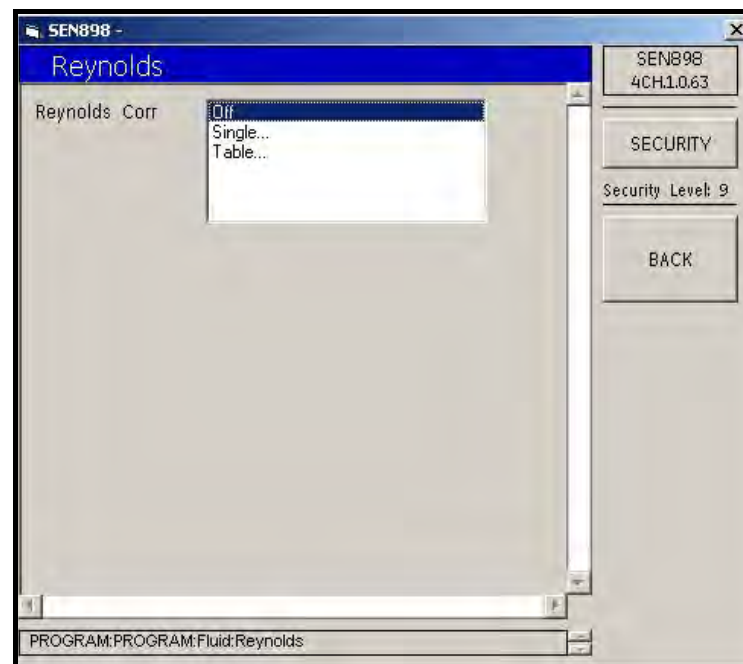 SEN898 -
Reynolds
Reynolds Corr
Off
Single...
Table...
SEN898
4CH.1.0.63
SECURITY
Security Level: 9
BACK
PROGRAM:PROGRAM:Fluid:Reynolds